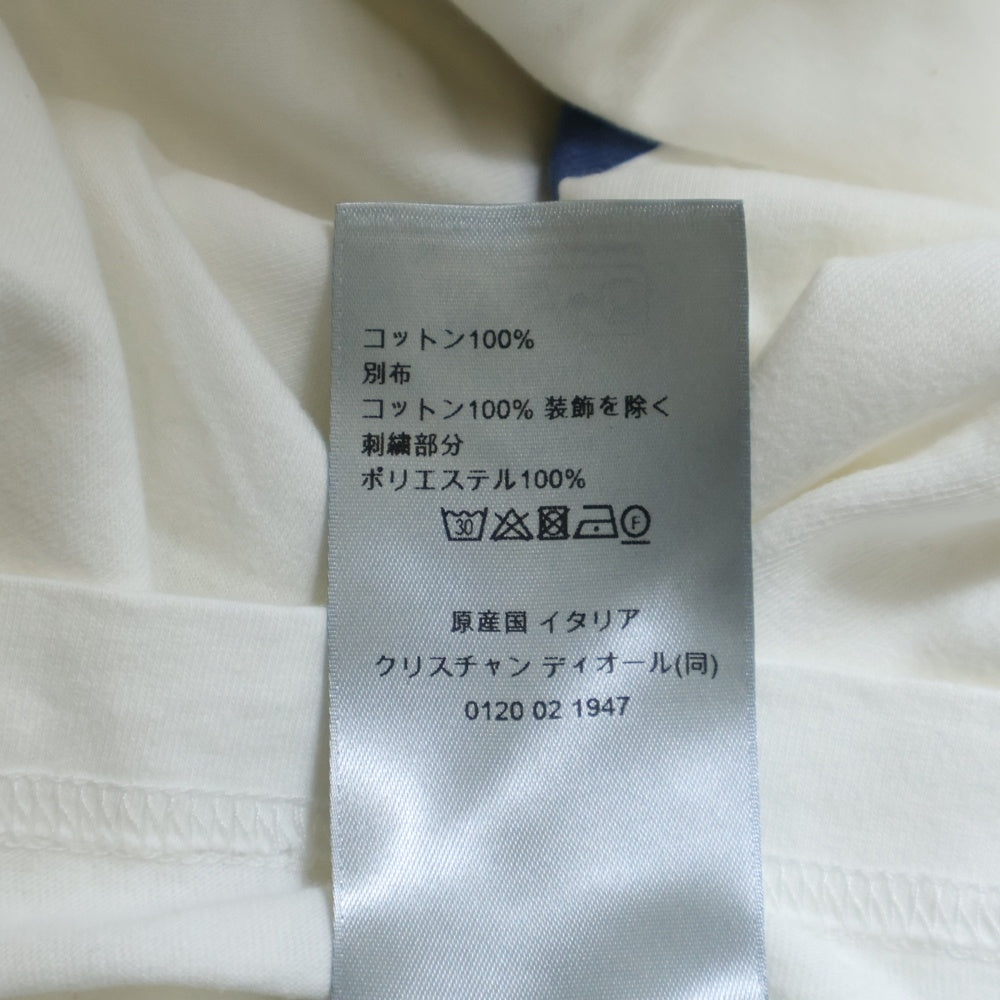 コットン100%
別布
コットン100% 装飾を除く
刺繍部分
ポリエステル100%
30 F
原産国 イタリア
クリスチャン ディオール(同)
0120 02 1947